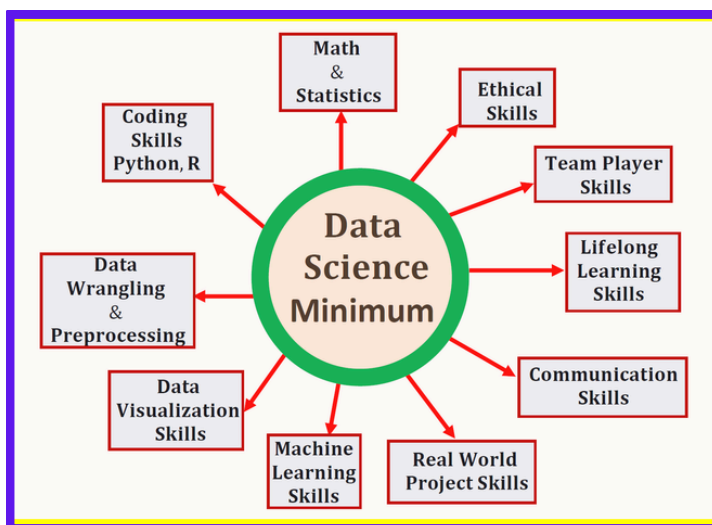 Math
&
Statistics
Ethical
Skills
Coding
Skills
Python, R
Team Player
Skills
Data
Science
Minimum
Lifelong
Learning
Skills
Data
Wrangling
&
Preprocessing
Communication
Skills
Data
Visualization
Skills
Machine
Learning
Skills
Real World
Project Skills